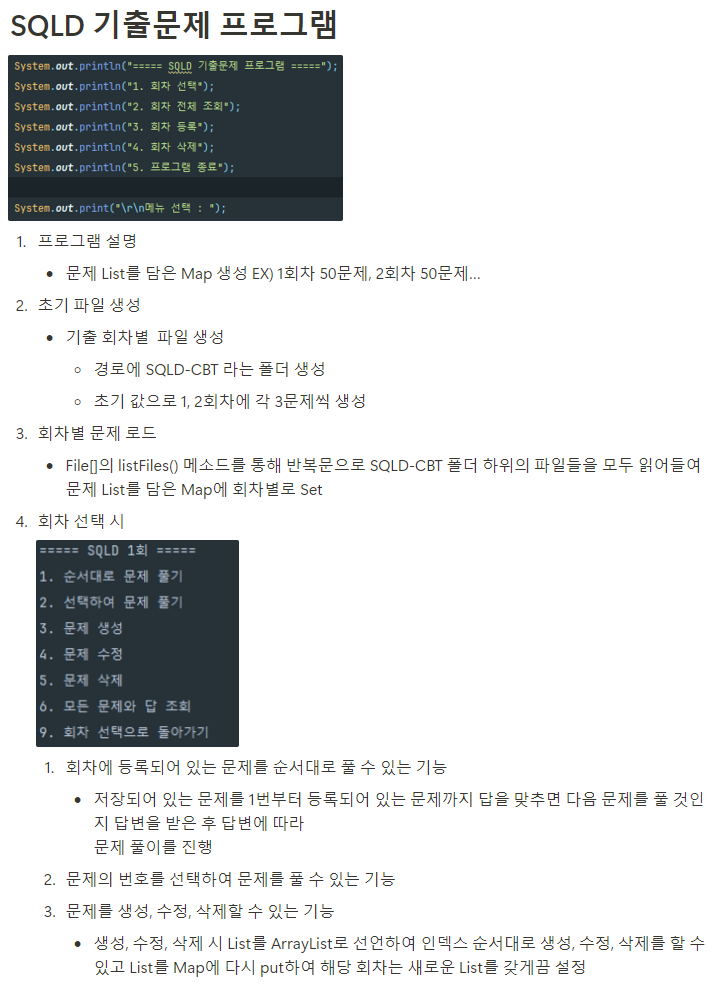 SQLD 기출문제 프로그램
System.out.println("===== SQLD 기출문제 프로그램 =====");
System.out.println("1. 회차 선택");
System.out.println("2. 회차 전체 조회");
System.out.println("3. 회차 등록");
System.out.println("4. 회차 삭제");
System.out.println("5. 프로그램 종료");
System.out.print("\r\n메뉴 선택 : ");
1. 프로그램 설명
• 문제 List를 담은 Map 생성 EX) 1회차 50문제, 2회차 50문제...
2. 초기 파일 생성
• 기출 회차별 파일 생성
◦ 경로에 SQLD-CBT 라는 폴더 생성
◦ 초기 값으로 1, 2회차에 각 3문제씩 생성
3. 회차별 문제 로드
• File[]의 listFiles() 메소드를 통해 반복문으로 SQLD-CBT 폴더 하위의 파일들을 모두 읽어들여
문제 List를 담은 Map에 회차별로 Set
4. 회차 선택 시
===== SQLD 1회 =====
1. 순서대로 문제 풀기
2. 선택하여 문제 풀기
3. 문제 생성
4. 문제 수정
5. 문제 삭제
6. 모든 문제와 답 조회
9. 회차 선택으로 돌아가기
1. 회차에 등록되어 있는 문제를 순서대로 풀 수 있는 기능
• 저장되어 있는 문제를 1번부터 등록되어 있는 문제까지 답을 맞추면 다음 문제를 풀 것인
지 답변을 받은 후 답변에 따라
문제 풀이를 진행
2. 문제의 번호를 선택하여 문제를 풀 수 있는 기능
3. 문제를 생성, 수정, 삭제할 수 있는 기능
• 생성, 수정, 삭제 시 List를 ArrayList로 선언하여 인덱스 순서대로 생성, 수정, 삭제를 할 수
있고 List를 Map에 다시 put하여 해당 회차는 새로운 List를 갖게끔 설정